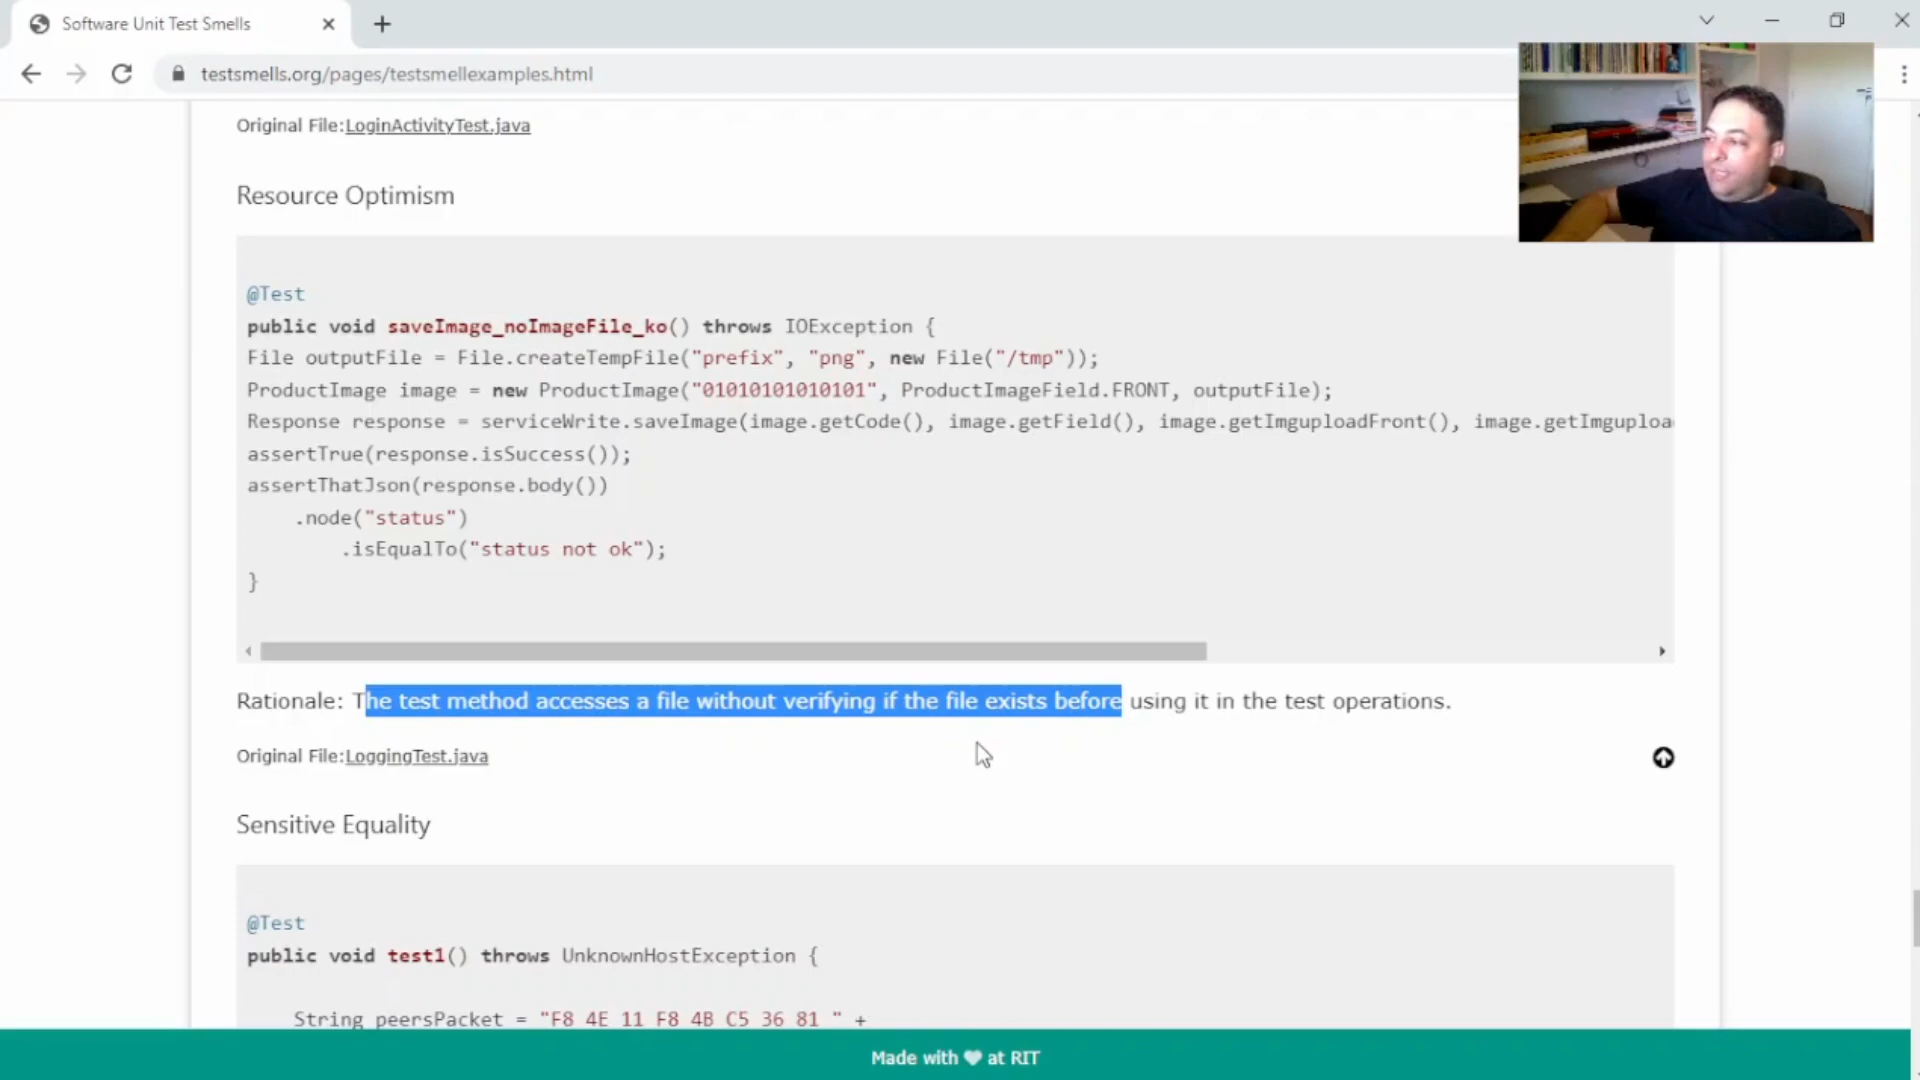 Software Unit Test Smells
testsmells.org/pages/testsmellexamples.html
Original File:LoginActivityTest.java
Resource Optimism
@Test
public void saveImage_noImageFile_ko() throws IOException {
File outputFile = File.createTempFile("prefix", "png", new File("/tmp"));
ProductImage image = new ProductImage("01010101010101", ProductImageField.FRONT, outputFile);
Response response = serviceWrite.saveImage(image.getCode(), image.getField(), image.getImguploadFront(), image.getImgupload
assertTrue(response.isSuccess());
assertThatJson(response.body())
.node("status")
.isEqualTo("status not ok");
}
Rationale: The test method accesses a file without verifying if the file exists before using it in the test operations.
Original File:LoggingTest.java
Sensitive Equality
@Test
public void test1() throws UnknownHostException {
String peersPacket = "F8 4E 11 F8 4B C5 36 81 " +
Made with ♥ at RIT